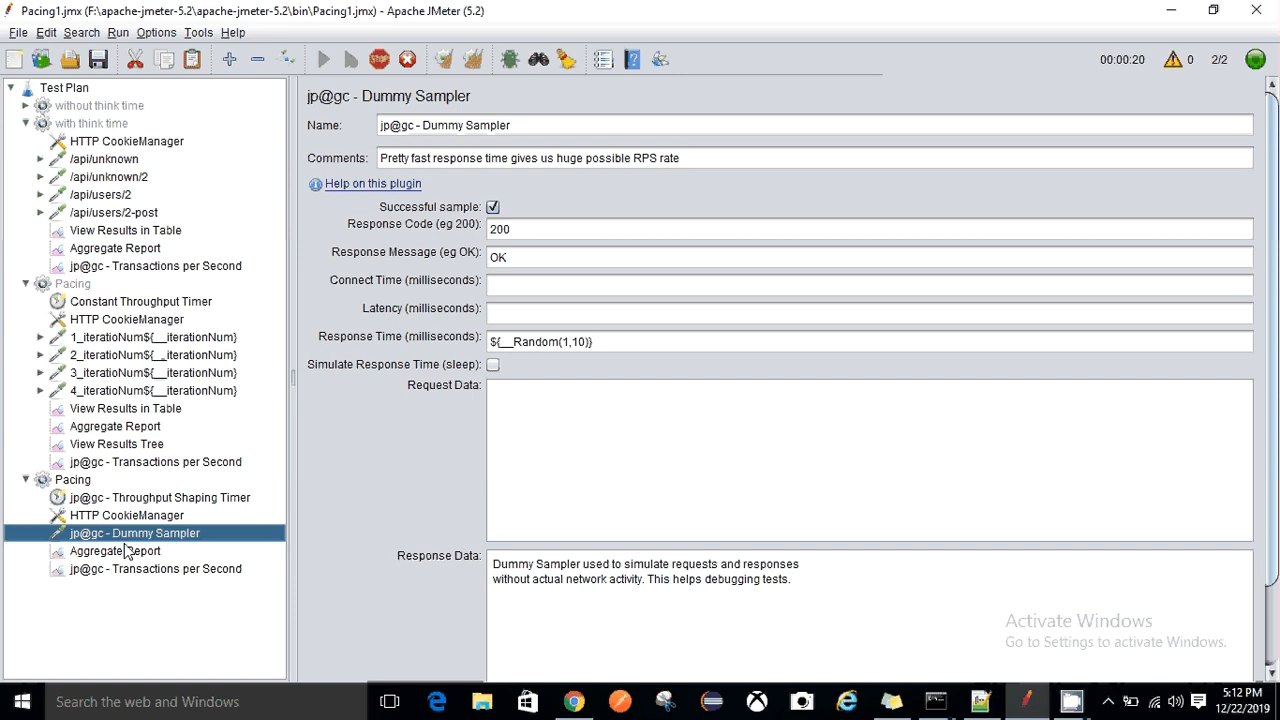 Pacing1.jmx (F:\apache-jmeter-5.2\apache-jmeter-5.2\bin\Pacing1.jmx) - Apache JMeter (5.2)
File Edit Search Run Options Tools Help
STOP
00:00:20 0 2/2
Test Plan
without think time
with think time
HTTP CookieManager
/api/unknown
/api/unknown/2
/api/users/2
/api/users/2-post
View Results in Table
Aggregate Report
jp@gc - Transactions per Second
Pacing
Constant Throughput Timer
HTTP CookieManager
1_iteratioNum${__iterationNum}
2_iteratioNum${__iterationNum}
3_iteratioNum${__iterationNum}
4_iteratioNum${__iterationNum}
View Results in Table
Aggregate Report
View Results Tree
jp@gc - Transactions per Second
Pacing
jp@gc - Throughput Shaping Timer
HTTP CookieManager
jp@gc - Dummy Sampler
Aggregate Report
jp@gc - Transactions per Second
jp@gc - Dummy Sampler
Name: jp@gc - Dummy Sampler
Comments: Pretty fast response time gives us huge possible RPS rate
Help on this plugin
Successful sample:
Response Code (eg 200): 200
Response Message (eg OK): OK
Connect Time (milliseconds):
Latency (milliseconds):
Response Time (milliseconds): ${__Random(1,10)}
Simulate Response Time (sleep):
Request Data:
Response Data: Dummy Sampler used to simulate requests and responses
without actual network activity. This helps debugging tests.
Activate Windows
Go to Settings to activate Windows.
Search the web and Windows
5:12 PM
12/22/2019